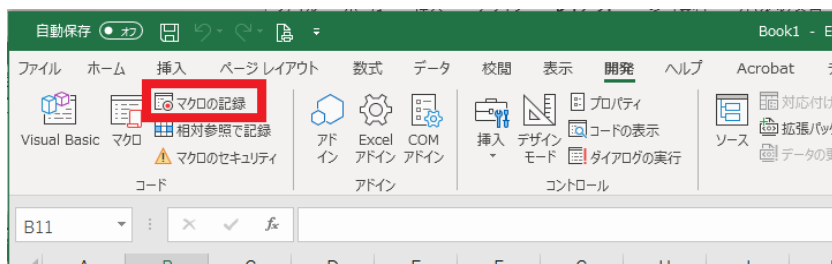 自動保存 オフ Book1 - E
ファイル ホーム 挿入 ページ レイアウト 数式 データ 校閲 表示 開発 ヘルプ Acrobat
Visual Basic マクロ
マクロの記録
相対参照で記録
マクロのセキュリティ
コード
アド
イン
Excel
アドイン
COM
アドイン
アドイン
挿入
デザイン
モード
プロパティ
コードの表示
ダイアログの実行
コントロール
ソース
対応付け
拡張パッ
データの更
B11 fx